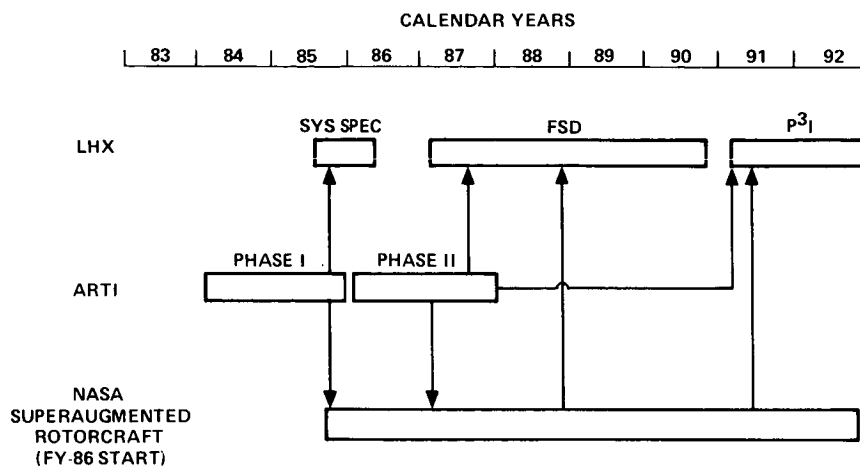 CALENDAR YEARS
83 84 85 86 87 88 89 90 91 92
SYS SPEC FSD P³I
LHX
PHASE I PHASE II
ARTI
NASA
SUPERAUGMENTED
ROTORCRAFT
(FY-86 START)